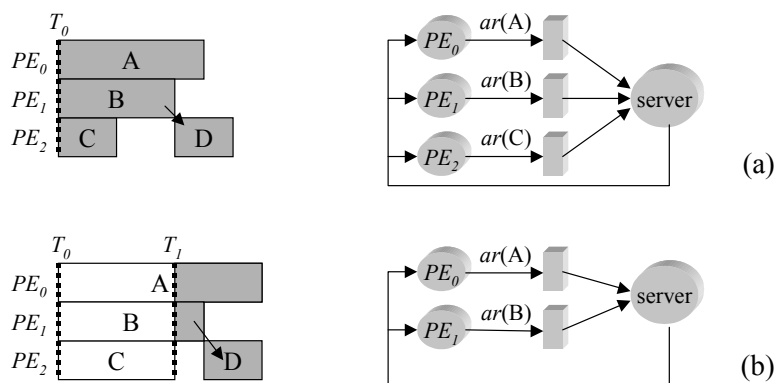 T0
PE0 A
PE1 B
PE2 C D
PE0 ar(A)
PE1 ar(B) server
PE2 ar(C)
(a)
T0 T1
PE0 A
PE1 B
PE2 C D
PE0 ar(A)
PE1 ar(B) server
(b)